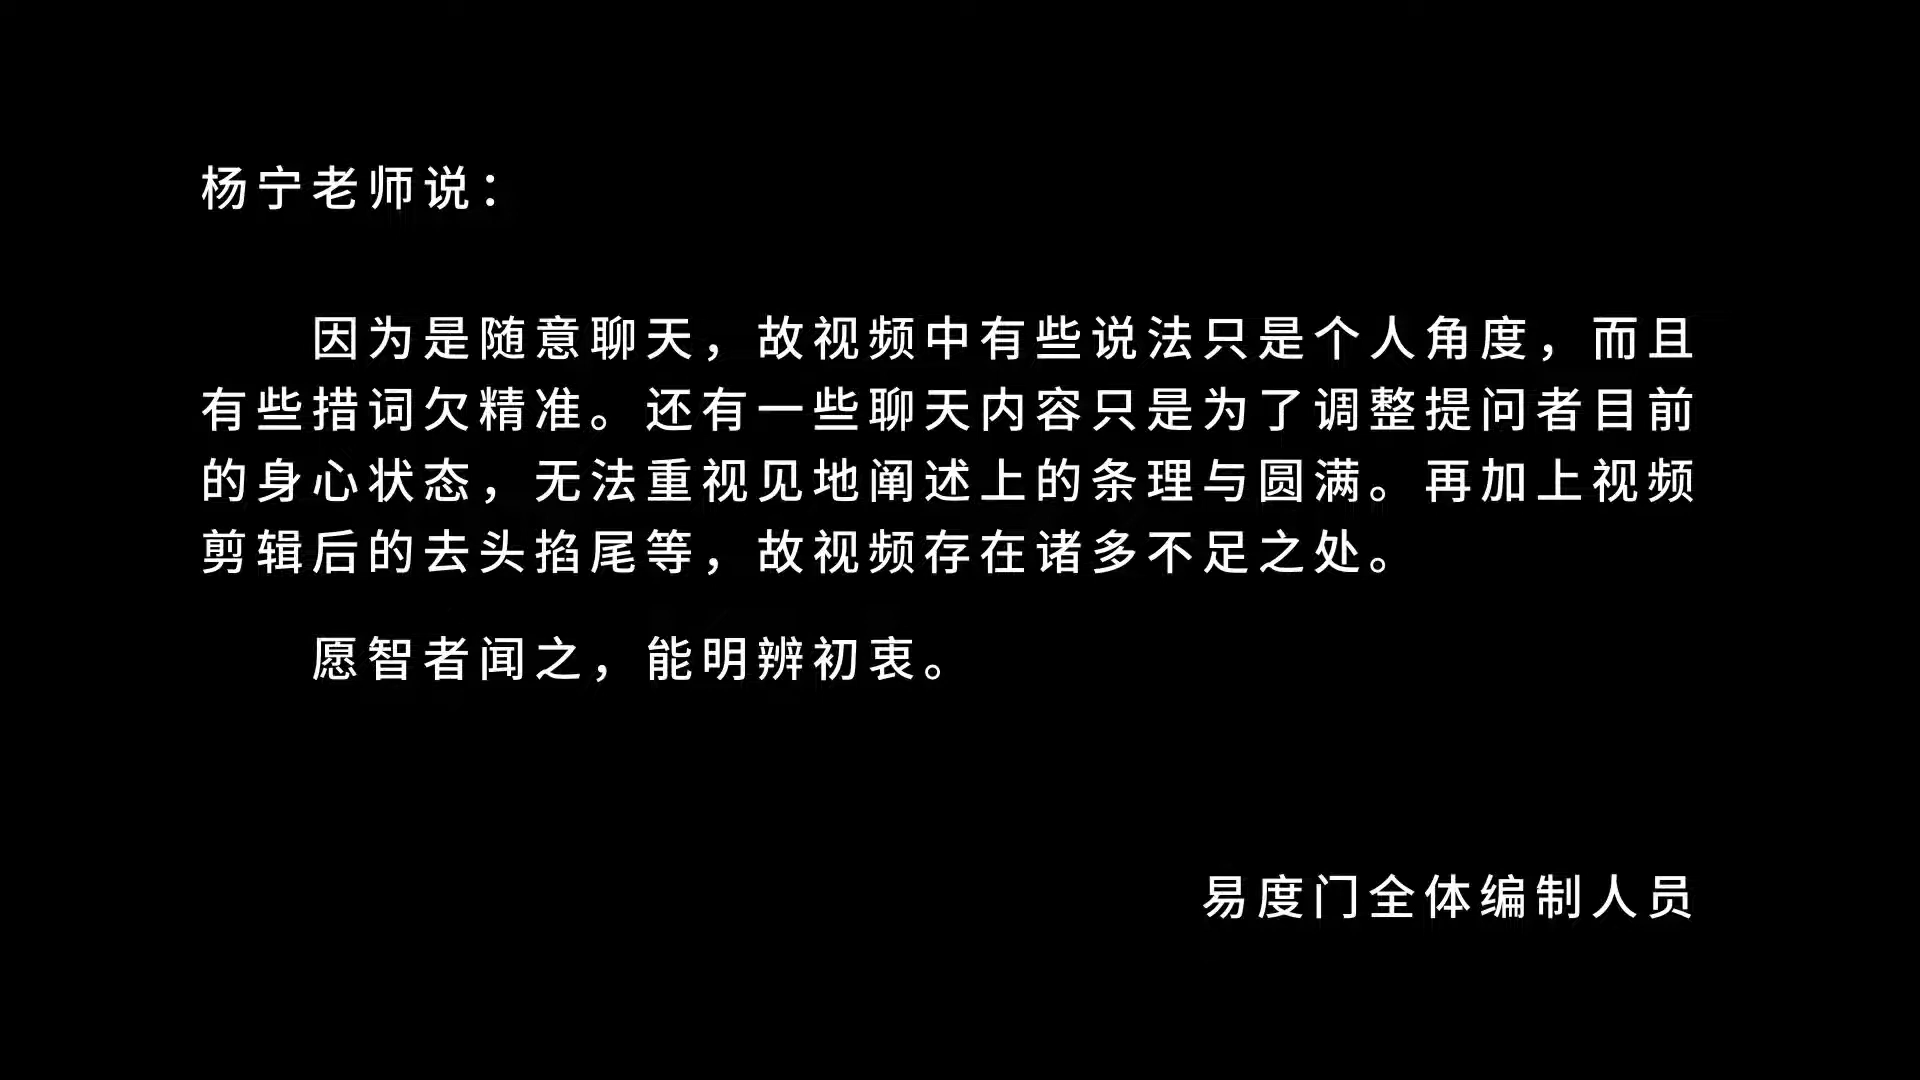 杨宁老师说：
因为是随意聊天，故视频中有些说法只是个人角度，而且
有些措词欠精准。还有一些聊天内容只是为了调整提问者目前
的身心状态，无法重视见地阐述上的条理与圆满。再加上视频
剪辑后的去头掐尾等，故视频存在诸多不足之处。
愿智者闻之，能明辨初衷。
易度门全体编制人员